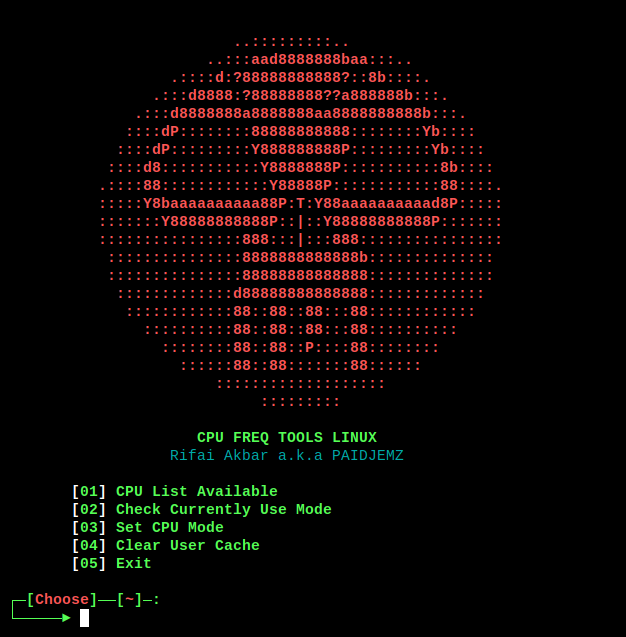 ..:::::::::..
..:::aad8888888baa:::..
.::::d:?88888888888?::8b::::.
.:::d8888:?88888888??a888888b:::.
.:::d8888888a8888888aa8888888888b:::.
::::dP::::::::88888888888::::::::Yb::::
::::dP:::::::::Y888888888P:::::::::Yb::::
::::d8:::::::::::Y8888888P:::::::::::8b::::
.::::88::::::::::::Y88888P::::::::::::88::::.
:::::Y8baaaaaaaaaa88P:T:Y88aaaaaaaaaad8P:::::
:::::::Y88888888888P::|::Y88888888888P:::::::
::::::::::::::::888:::|:::888::::::::::::::::
:::::::::::::::8888888888888b::::::::::::::
:::::::::::::::88888888888888::::::::::::::
:::::::::::::d88888888888888:::::::::::::
::::::::::::88::88::88:::88::::::::::::
::::::::::88::88::88:::88::::::::::
::::::::88::88::P::::88::::::::
::::::88::88:::::::88::::::
:::::::::::::::::::
:::::::::
CPU FREQ TOOLS LINUX
Rifai Akbar a.k.a PAIDJEMZ
[01] CPU List Available
[02] Check Currently Use Mode
[03] Set CPU Mode
[04] Clear User Cache
[05] Exit
┌─[Choose]──[~]─:
└─────►